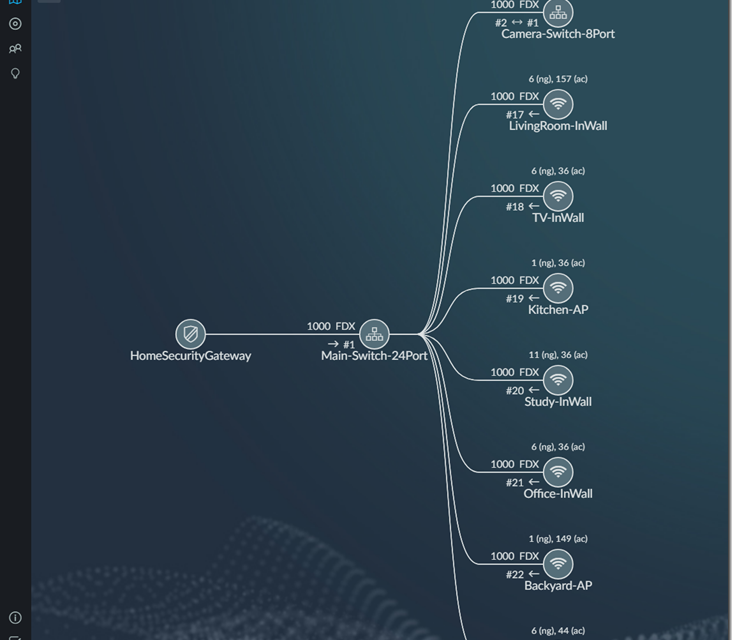 1000 FDX
#2 ↔ #1
Camera-Switch-8Port
6 (ng), 157 (ac)
1000 FDX
#17 ←
LivingRoom-InWall
6 (ng), 36 (ac)
1000 FDX
#18 ←
TV-InWall
1 (ng), 36 (ac)
1000 FDX
#19 ←
Kitchen-AP
1000 FDX
→ #1
HomeSecurityGateway
Main-Switch-24Port
11 (ng), 36 (ac)
1000 FDX
#20 ←
Study-InWall
6 (ng), 36 (ac)
1000 FDX
#21 ←
Office-InWall
1 (ng), 149 (ac)
1000 FDX
#22 ←
Backyard-AP
6 (ng), 44 (ac)